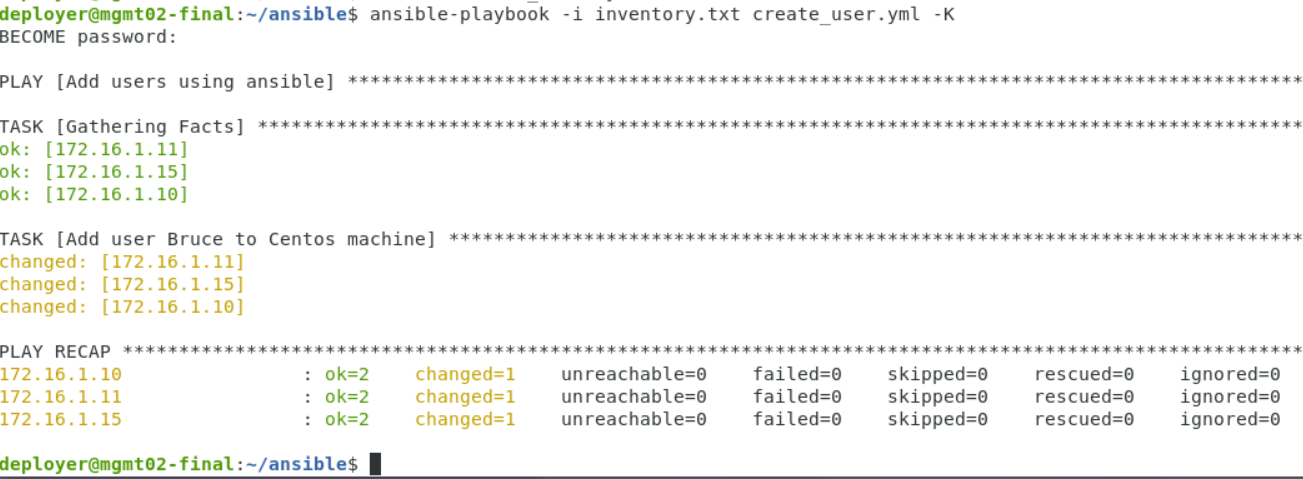 deployer@mgmt02-final:~/ansible$ ansible-playbook -i inventory.txt create_user.yml -K
BECOME password:
PLAY [Add users using ansible] *************************************************************************************
TASK [Gathering Facts] *********************************************************************************************
ok: [172.16.1.11]
ok: [172.16.1.15]
ok: [172.16.1.10]
TASK [Add user Bruce to Centos machine] ****************************************************************************
changed: [172.16.1.11]
changed: [172.16.1.15]
changed: [172.16.1.10]
PLAY RECAP *********************************************************************************************************
172.16.1.10                : ok=2    changed=1    unreachable=0    failed=0    skipped=0    rescued=0    ignored=0
172.16.1.11                : ok=2    changed=1    unreachable=0    failed=0    skipped=0    rescued=0    ignored=0
172.16.1.15                : ok=2    changed=1    unreachable=0    failed=0    skipped=0    rescued=0    ignored=0
deployer@mgmt02-final:~/ansible$